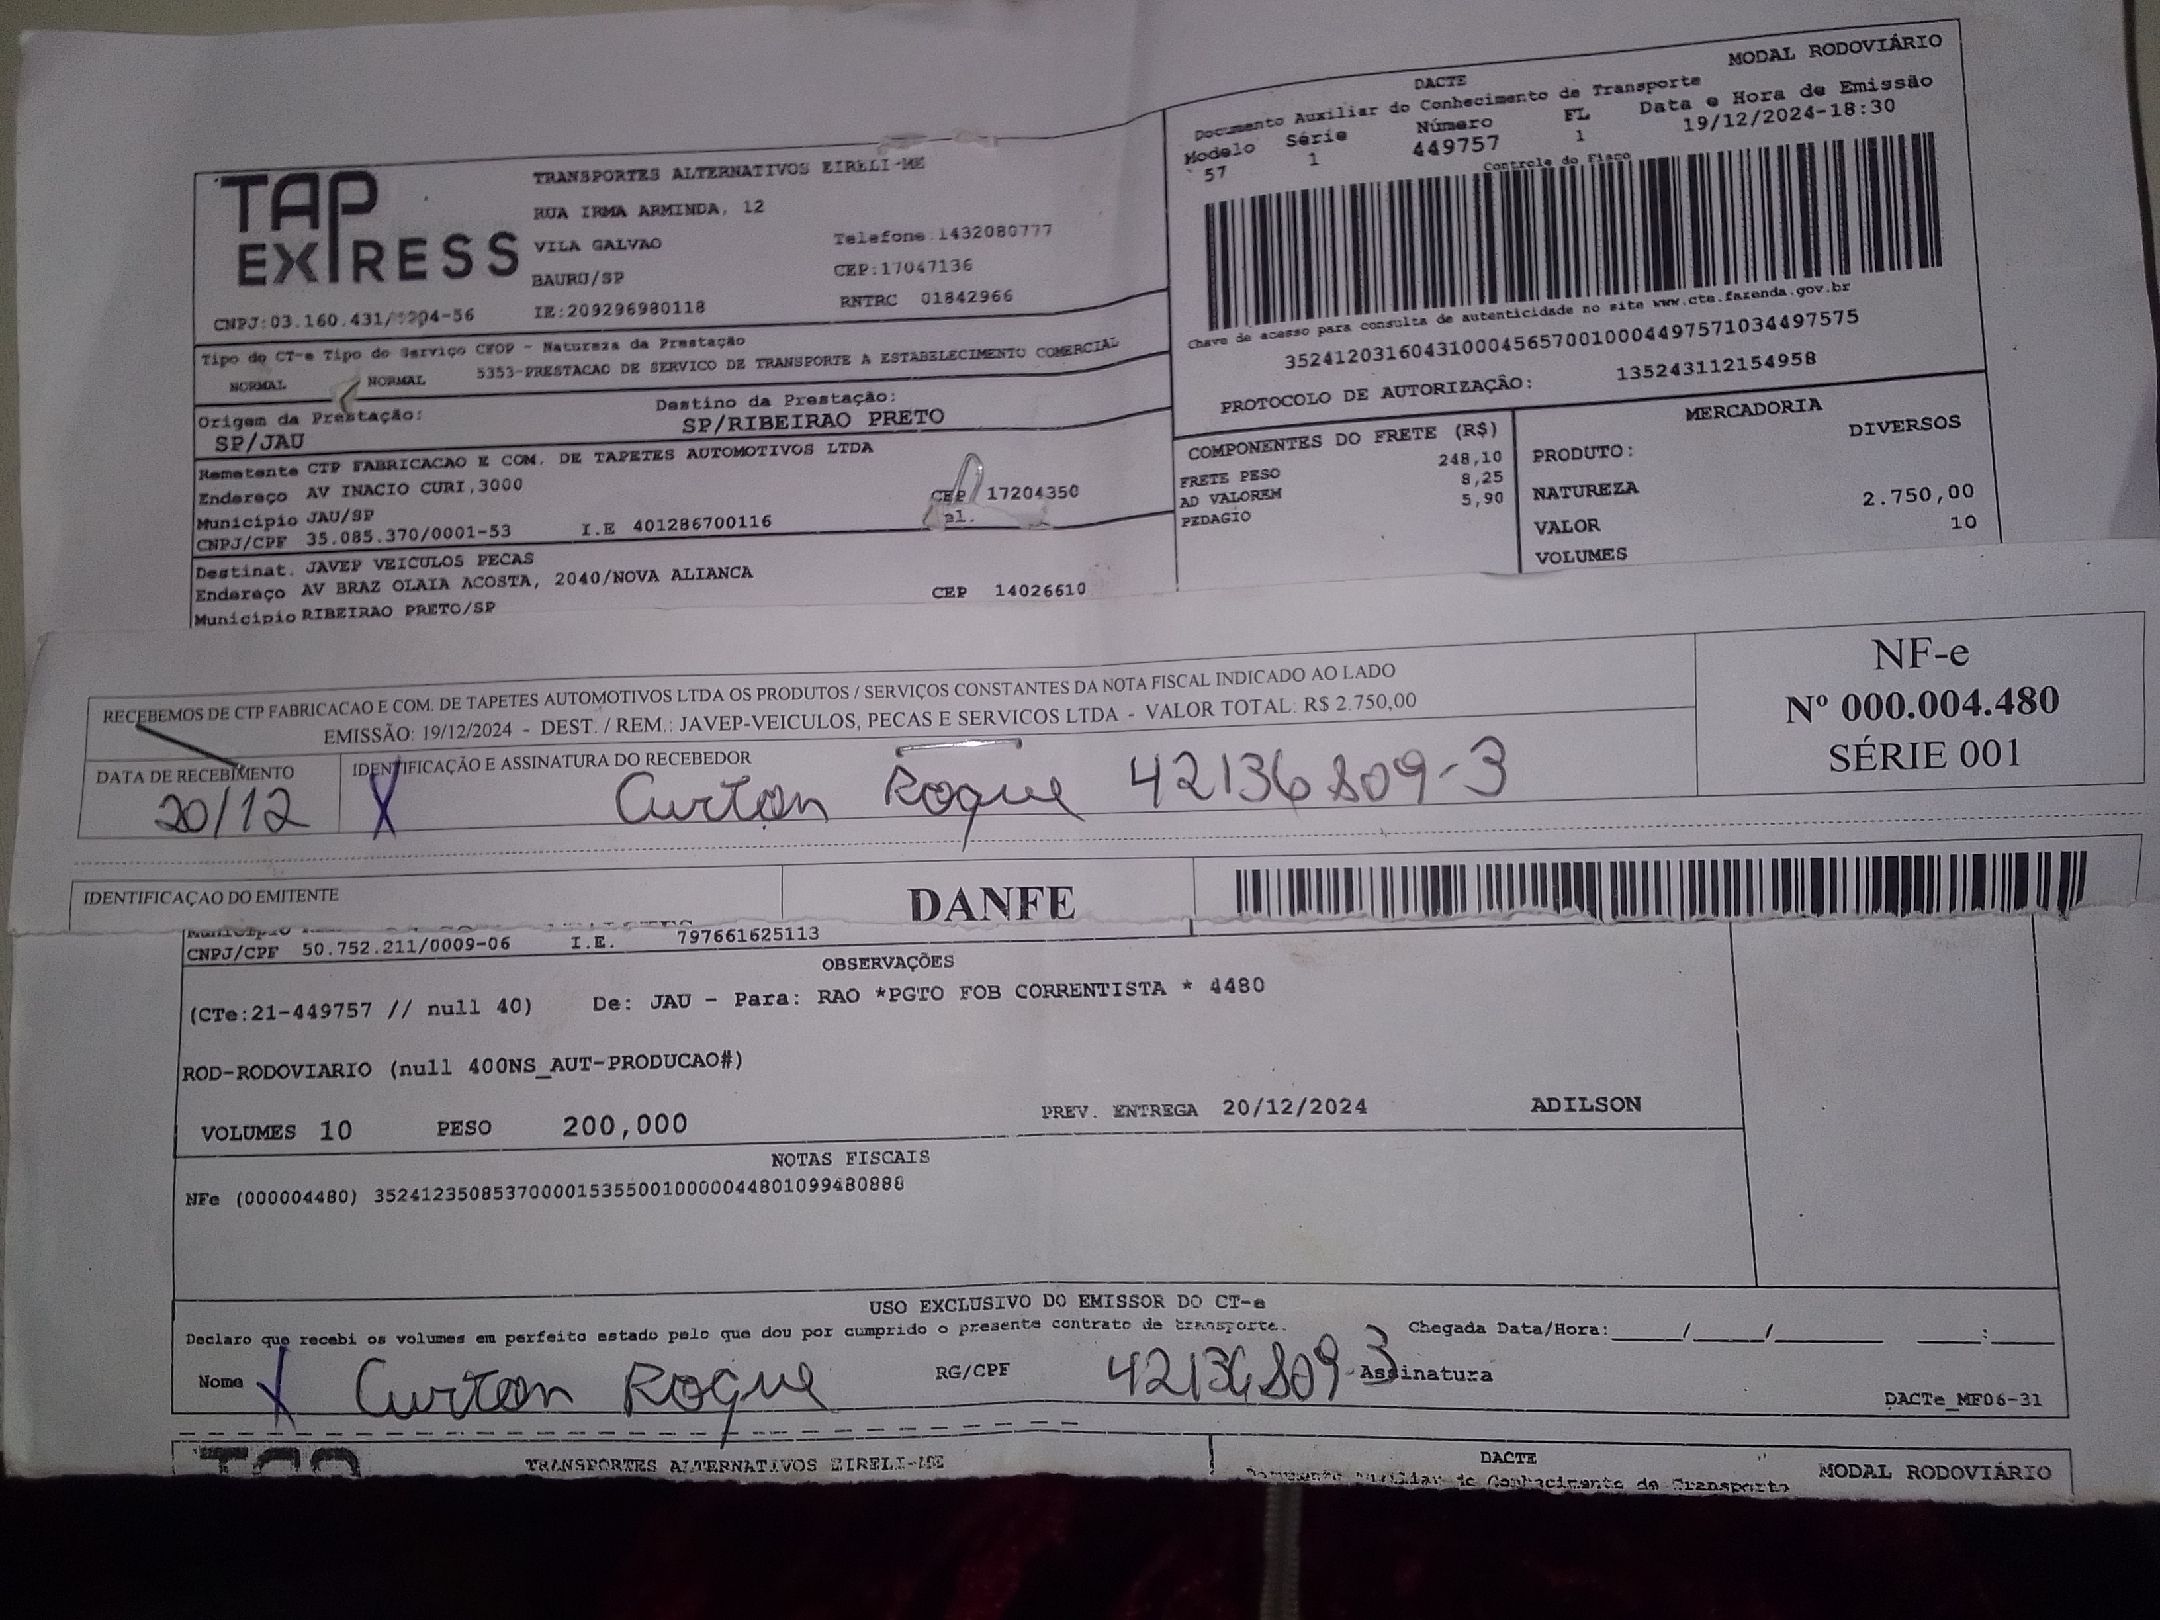 MODAL RODOVIÁRIO
DACTE
Documento Auxiliar do Conhecimento de Transporte
Modelo Série Número FL Data e Hora de Emissão
57 1 449757 1 19/12/2024-18:30
Controle do Fisco
Chave de acesso para consulta de autenticidade no site www.cte.fazenda.gov.br
35241203160431000456570010004497571034497575
PROTOCOLO DE AUTORIZAÇÃO: 135243112154958
TAP EXPRESS
TRANSPORTES ALTERNATIVOS EIRELI-ME
RUA IRMA ARMINDA, 12
VILA GALVAO Telefone:1432080777
BAURU/SP CEP:17047136
CNPJ:03.160.431/ IE:209296980118 RNTRC 01842966
Tipo do CT-e Tipo do Serviço CFOP - Natureza da Prestação
NORMAL NORMAL 5353-PRESTACAO DE SERVICO DE TRANSPORTE A ESTABELECIMENTO COMERCIAL
Origem da Prestação: Destino da Prestação:
SP/JAU SP/RIBEIRAO PRETO
Remetente CTP FABRICACAO E COM. DE TAPETES AUTOMOTIVOS LTDA
Endereço AV INACIO CURI,3000 CEP 17204350
Município JAU/SP
CNPJ/CPF 35.085.370/0001-53 I.E 401286700116
Destinat. JAVEP VEICULOS PECAS
Endereço AV BRAZ OLAIA ACOSTA, 2040/NOVA ALIANCA CEP 14026610
Município RIBEIRAO PRETO/SP
COMPONENTES DO FRETE (R$)
FRETE PESO 248,10
AD VALOREM 8,25
PEDAGIO 5,90
MERCADORIA
PRODUTO: DIVERSOS
NATUREZA
VALOR 2.750,00
VOLUMES 10
RECEBEMOS DE CTP FABRICACAO E COM. DE TAPETES AUTOMOTIVOS LTDA OS PRODUTOS / SERVIÇOS CONSTANTES DA NOTA FISCAL INDICADO AO LADO
EMISSÃO: 19/12/2024 - DEST. / REM.: JAVEP-VEICULOS, PECAS E SERVICOS LTDA - VALOR TOTAL: R$ 2.750,00
NF-e
Nº 000.004.480
SÉRIE 001
DATA DE RECEBIMENTO IDENTIFICAÇÃO E ASSINATURA DO RECEBEDOR
20/12 X Roque 42136809-3
IDENTIFICAÇAO DO EMITENTE DANFE
CNPJ/CPF 50.752.211/0009-06 I.E. 797661625113
OBSERVAÇÕES
(CTe:21-449757 // null 40) De: JAU - Para: RAO *PGTO FOB CORRENTISTA * 4480
ROD-RODOVIARIO (null 400NS_AUT-PRODUCAO#)
VOLUMES 10 PESO 200,000 PREV. ENTREGA 20/12/2024 ADILSON
NOTAS FISCAIS
NFe (000004480) 35241235085370000153550010000044801099480888
USO EXCLUSIVO DO EMISSOR DO CT-e
Declaro que recebi os volumes em perfeito estado pelo que dou por cumprido o presente contrato de transporte. Chegada Data/Hora:____/____/________ ____:____
Nome X Roque RG/CPF 42136809-3 Assinatura
DACTe_MF06-31
TRANSPORTES ALTERNATIVOS EIRELI-ME DACTE MODAL RODOVIÁRIO
Conhecimento de Transporte